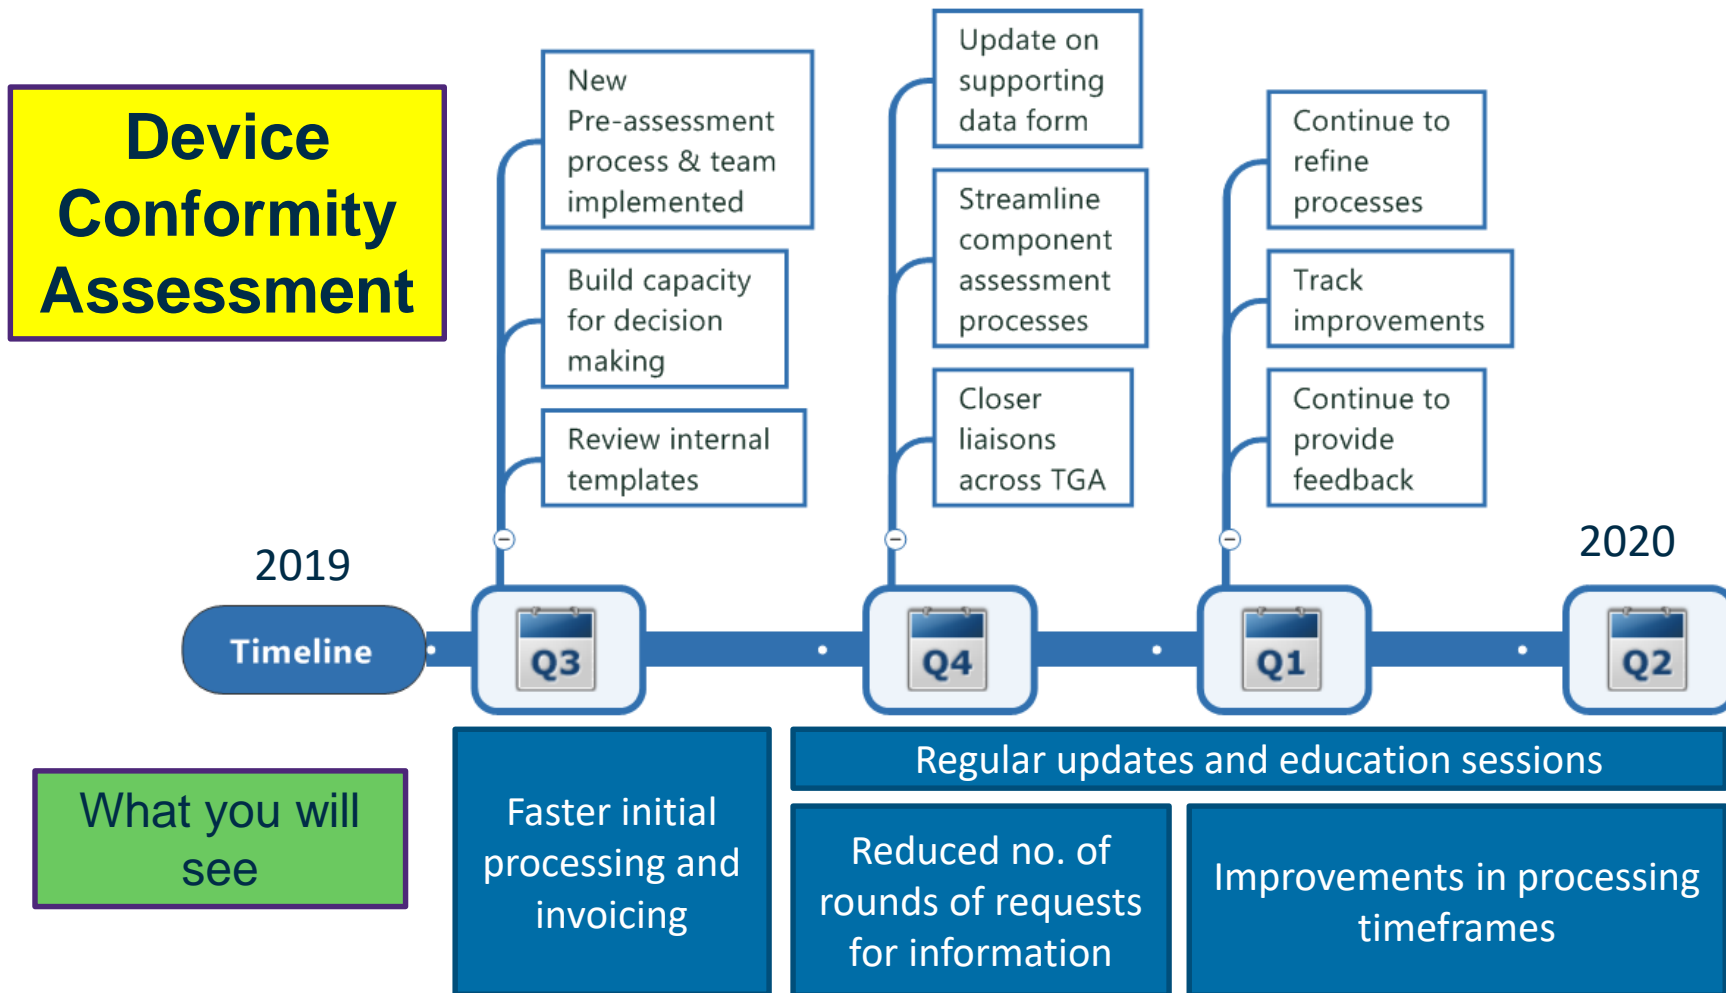 Device
Conformity
Assessment
New
Pre-assessment
process & team
implemented
Build capacity
for decision
making
Review internal
templates
Update on
supporting
data form
Streamline
component
assessment
processes
Closer
liaisons
across TGA
Continue to
refine
processes
Track
improvements
Continue to
provide
feedback
2019
2020
Timeline
Q3
Q4
Q1
Q2
What you will
see
Faster initial
processing and
invoicing
Regular updates and education sessions
Reduced no. of
rounds of requests
for information
Improvements in processing
timeframes